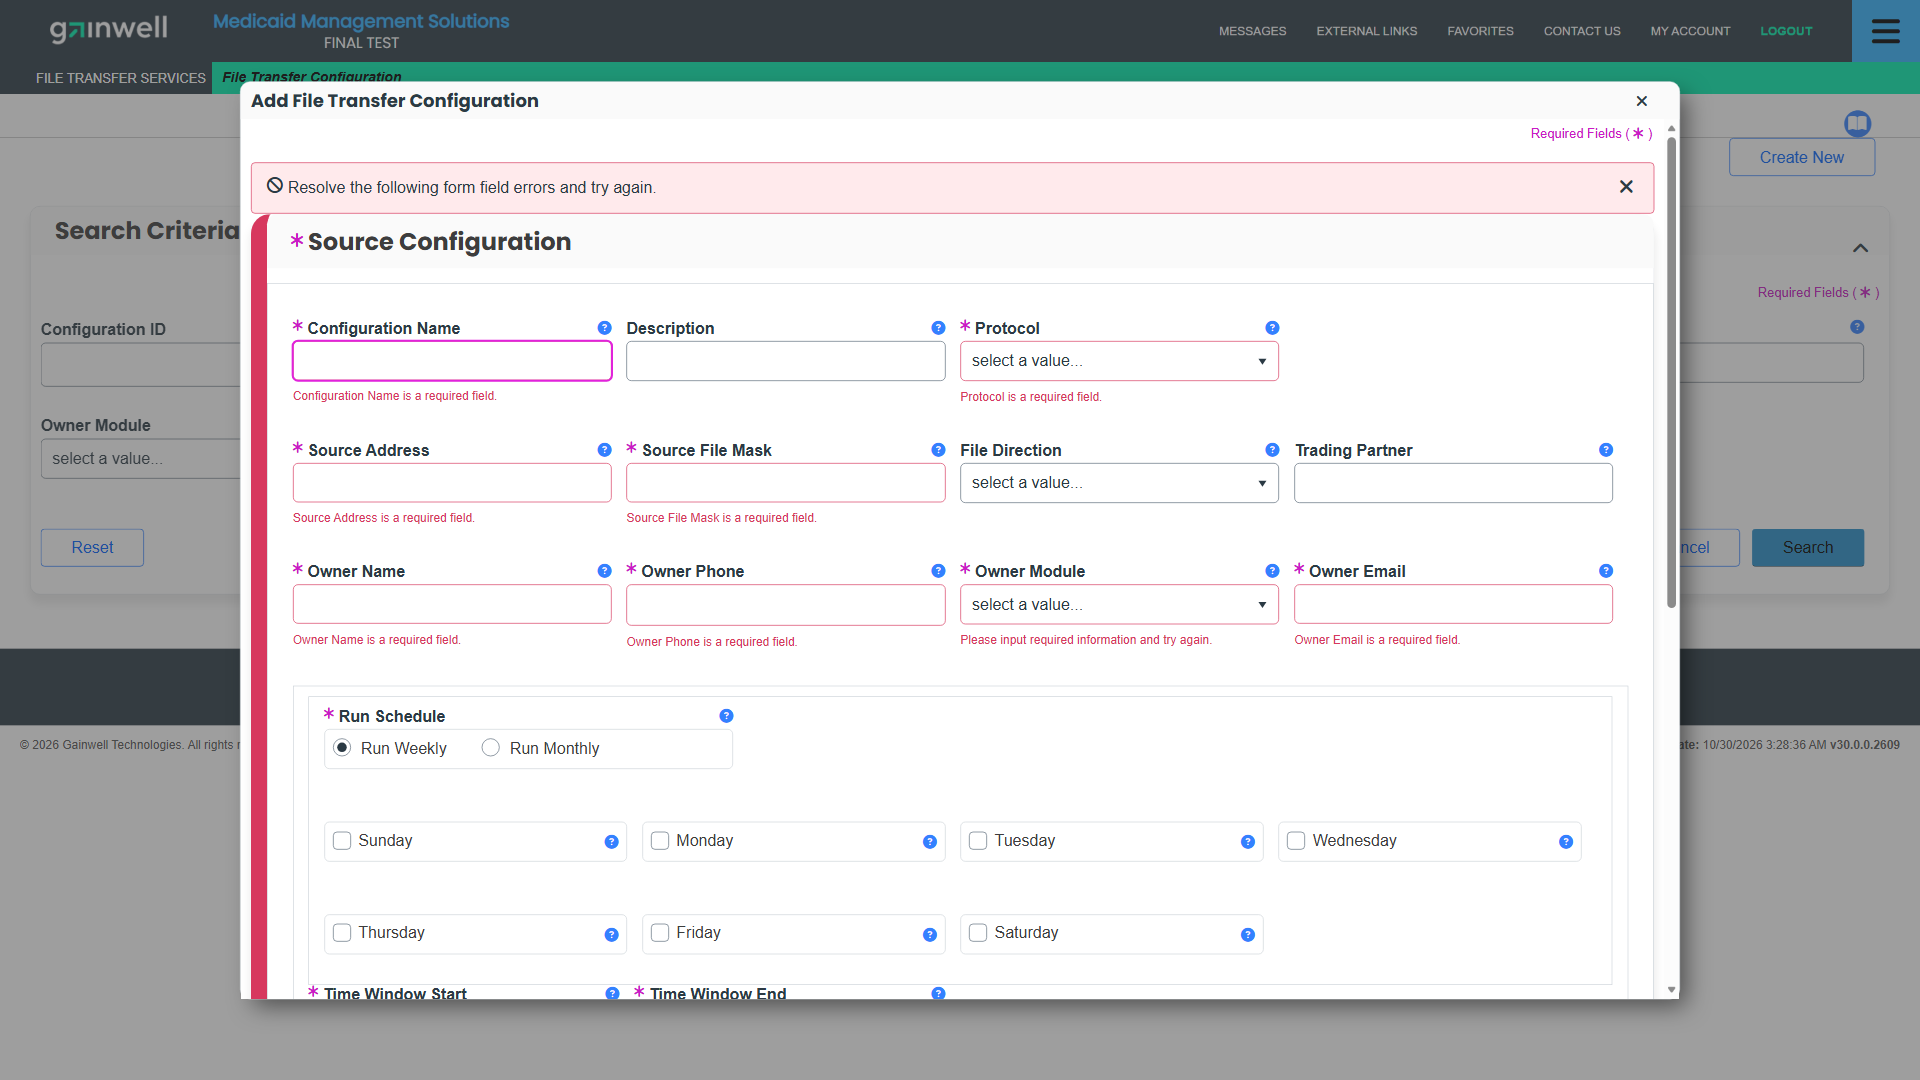 gainwell
Medicaid Management Solutions
FINAL TEST
MESSAGES
EXTERNAL LINKS
FAVORITES
CONTACT US
MY ACCOUNT
LOGOUT
FILE TRANSFER SERVICES
File Transfer Configuration
Add File Transfer Configuration
Required Fields ( * )
Create New
Resolve the following form field errors and try again.
Search Criteria
* Source Configuration
Required Fields ( * )
Configuration ID
* Configuration Name
Description
* Protocol
select a value...
Configuration Name is a required field.
Protocol is a required field.
Owner Module
select a value...
* Source Address
* Source File Mask
File Direction
Trading Partner
select a value...
Source Address is a required field.
Source File Mask is a required field.
Reset
ncel
Search
* Owner Name
* Owner Phone
* Owner Module
* Owner Email
select a value...
Owner Name is a required field.
Owner Phone is a required field.
Please input required information and try again.
Owner Email is a required field.
* Run Schedule
Run Weekly
Run Monthly
© 2026 Gainwell Technologies. All rights r
ate: 10/30/2026 3:28:36 AM v30.0.0.2609
Sunday
Monday
Tuesday
Wednesday
Thursday
Friday
Saturday
* Time Window Start
* Time Window End